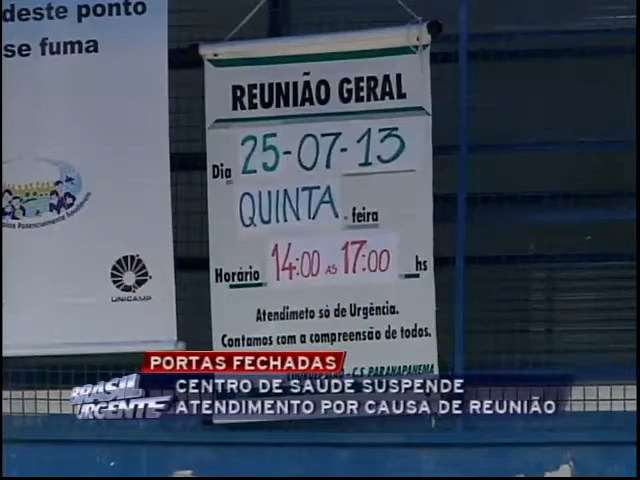 deste ponto
se fuma
UNICAMP
REUNIÃO GERAL
Dia 25-07-13
QUINTA - feira
Horário 14:00 AS 17:00 hs
Atendimeto só de Urgência.
Contamos com a compreensão de todos.
C.S. PARANAPANEMA
PORTAS FECHADAS
BRASIL URGENTE
CENTRO DE SAÚDE SUSPENDE
ATENDIMENTO POR CAUSA DE REUNIÃO